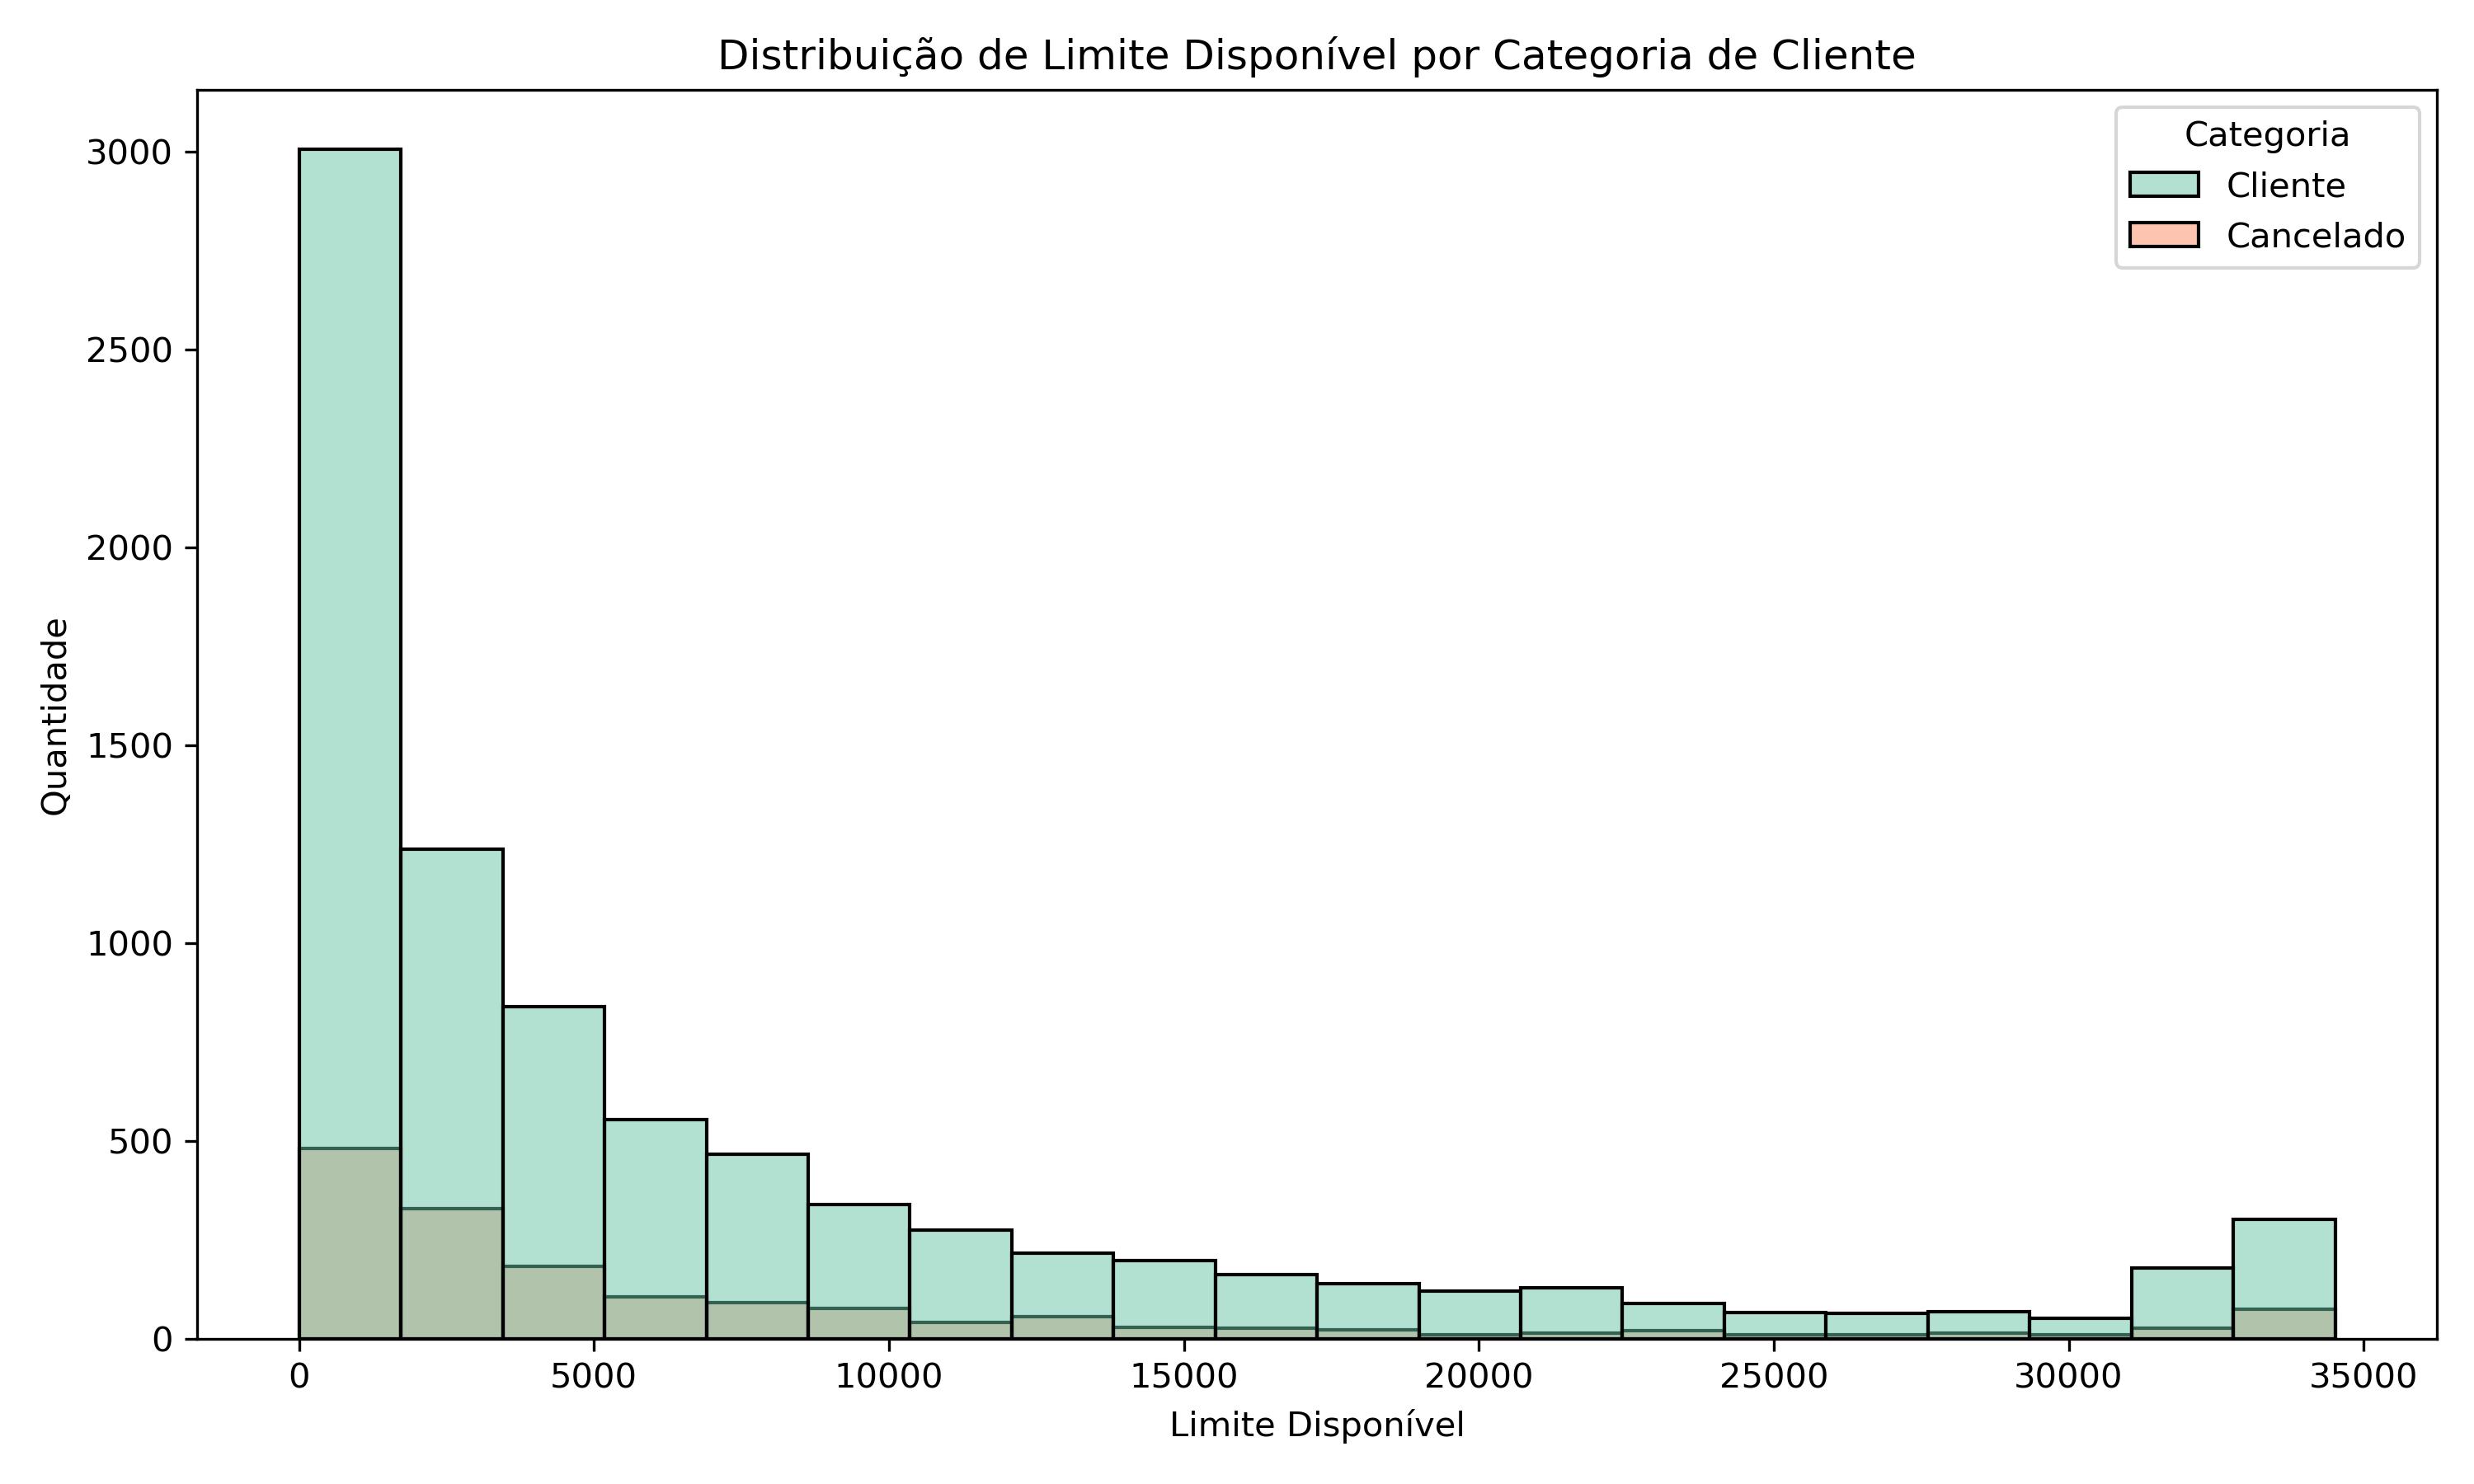 Distribuição de Limite Disponível por Categoria de Cliente
Categoria
Cliente
Cancelado
Quantidade
3000
2500
2000
1500
1000
500
0
0 5000 10000 15000 20000 25000 30000 35000
Limite Disponível